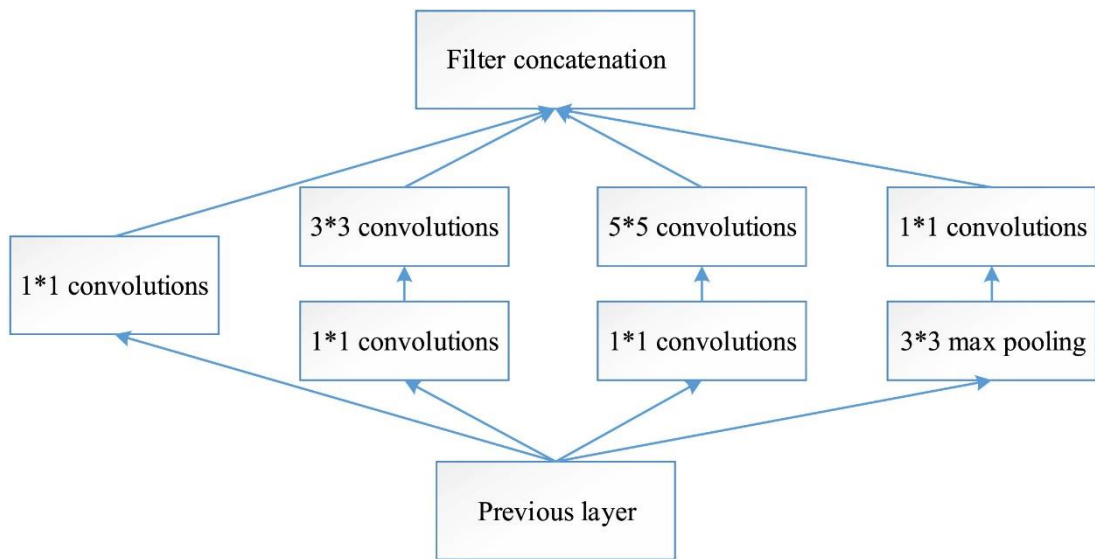 Filter concatenation
3*3 convolutions
5*5 convolutions
1*1 convolutions
1*1 convolutions
1*1 convolutions
1*1 convolutions
3*3 max pooling
Previous layer